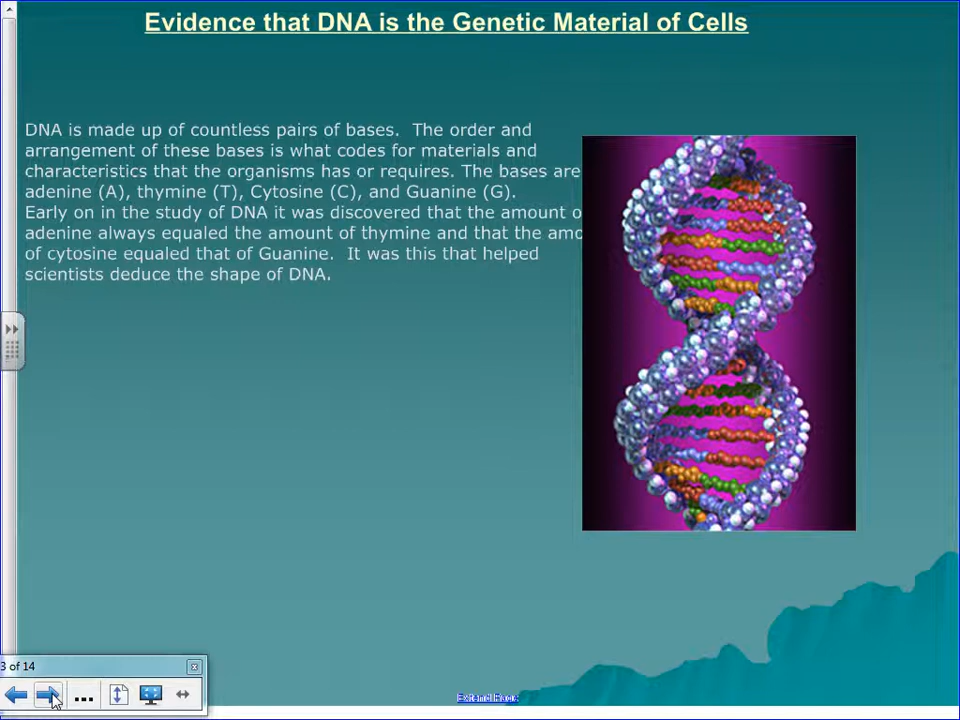 Evidence that DNA is the Genetic Material of Cells
DNA is made up of countless pairs of bases. The order and
arrangement of these bases is what codes for materials and
characteristics that the organisms has or requires. The bases are
adenine (A), thymine (T), Cytosine (C), and Guanine (G).
Early on in the study of DNA it was discovered that the amount o
adenine always equaled the amount of thymine and that the amo
of cytosine equaled that of Guanine. It was this that helped
scientists deduce the shape of DNA.
3 of 14
...
Extend Page